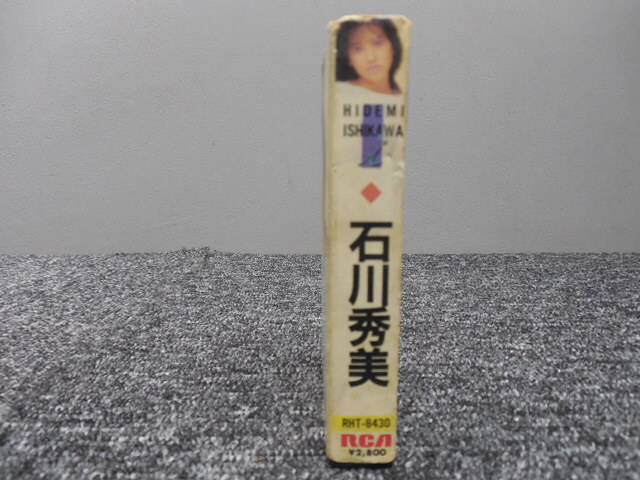 HIDEMI
ISHIKAWA
石川秀美
RHT-8430
RCA
¥2,800